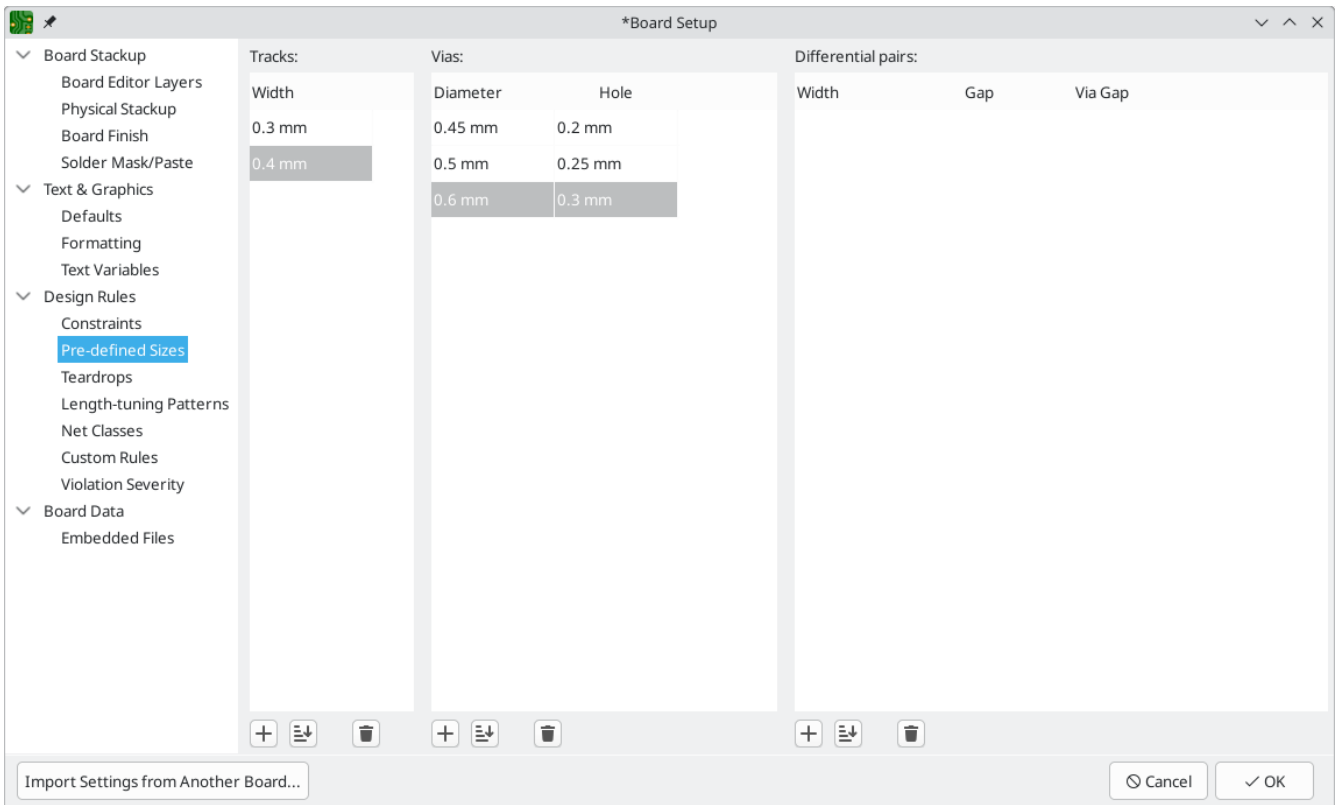 *Board Setup
Board Stackup
Board Editor Layers
Physical Stackup
Board Finish
Solder Mask/Paste
Text & Graphics
Defaults
Formatting
Text Variables
Design Rules
Constraints
Pre-defined Sizes
Teardrops
Length-tuning Patterns
Net Classes
Custom Rules
Violation Severity
Board Data
Embedded Files
Tracks:
Width
0.3 mm
0.4 mm
Vias:
Diameter Hole
0.45 mm 0.2 mm
0.5 mm 0.25 mm
0.6 mm 0.3 mm
Differential pairs:
Width Gap Via Gap
Import Settings from Another Board...
Cancel
OK